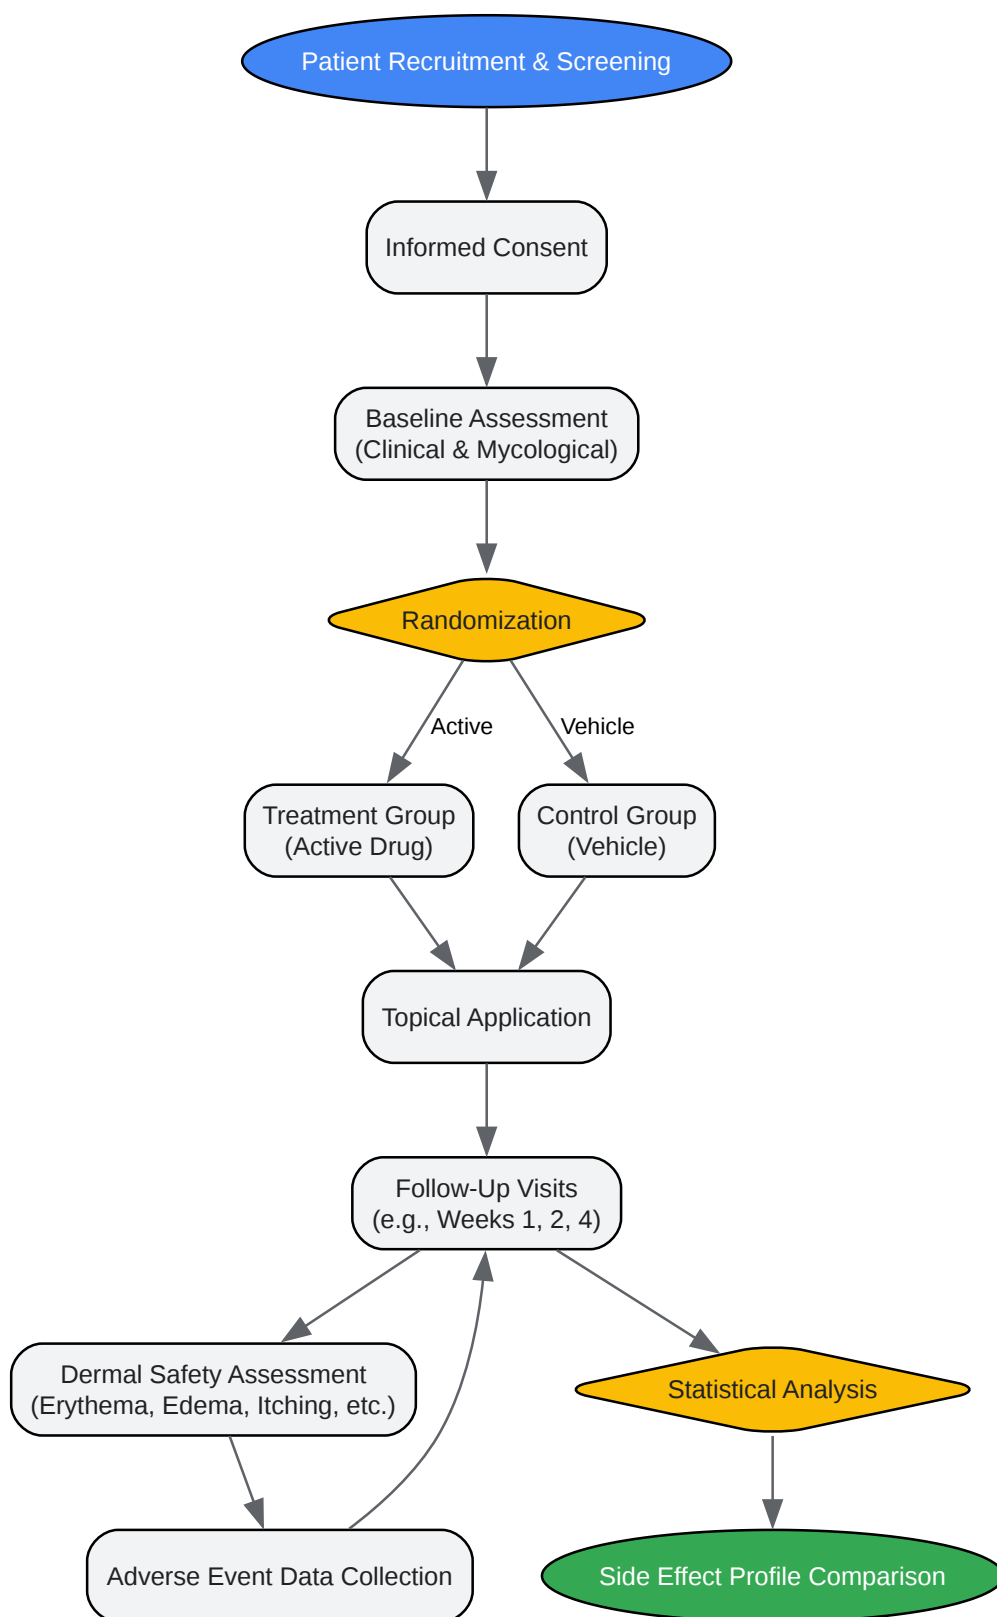 Patient Recruitment & Screening
Informed Consent
Baseline Assessment
(Clinical & Mycological)
Randomization
Active
Vehicle
Treatment Group
(Active Drug)
Control Group
(Vehicle)
Topical Application
Follow-Up Visits
(e.g., Weeks 1, 2, 4)
Dermal Safety Assessment
(Erythema, Edema, Itching, etc.)
Statistical Analysis
Adverse Event Data Collection
Side Effect Profile Comparison